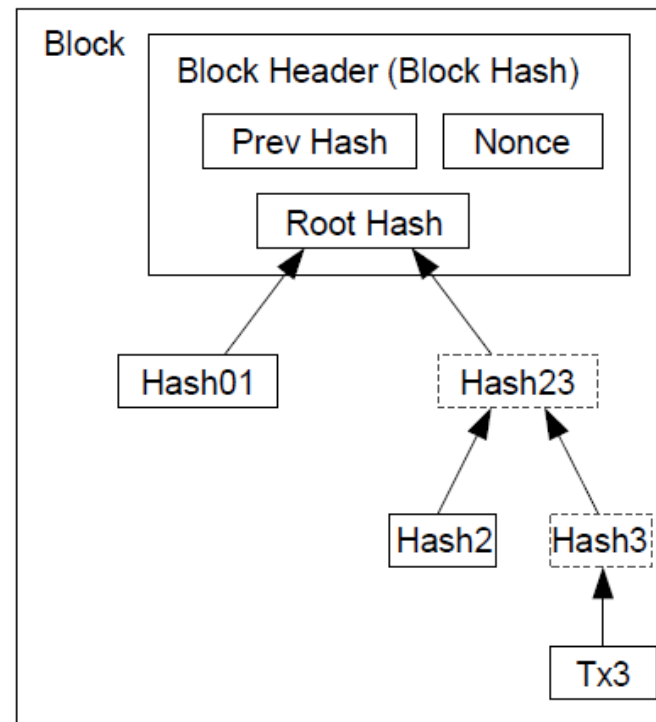 Block
Block Header (Block Hash)
Prev Hash
Nonce
Root Hash
Hash01
Hash23
Hash2
Hash3
Tx3